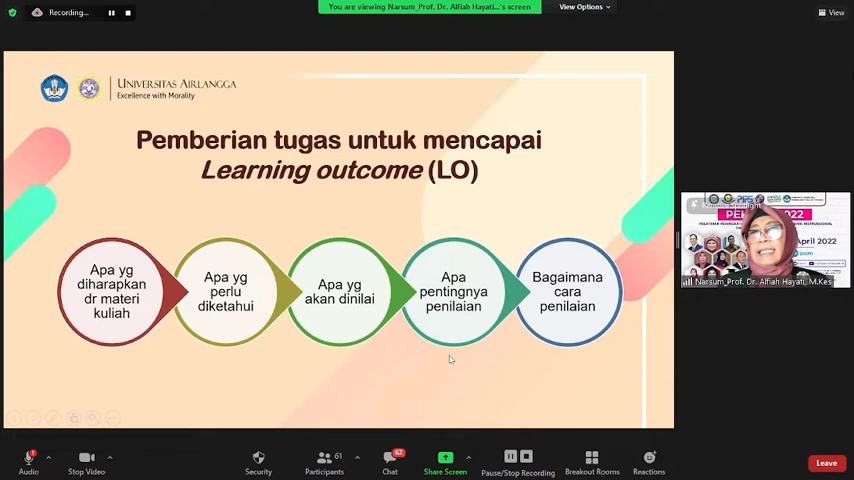 Recording...
You are viewing Narsum_Prof. Dr. Alfiah Hayati...'s screen
View Options
View
UNIVERSITAS AIRLANGGA
Excellence with Morality
Pemberian tugas untuk mencapai
Learning outcome (LO)
Apa yg
diharapkan
dr materi
kuliah
Apa yg
perlu
diketahui
Apa yg
akan dinilai
Apa
pentingnya
penilaian
Bagaimana
cara
penilaian
2022
April 2022
zoom
Narsum_Prof. Dr. Alfiah Hayati, M.Kes
1
Audio
Stop Video
Security
61
Participants
62
Chat
Share Screen
Pause/Stop Recording
Breakout Rooms
Reactions
Leave